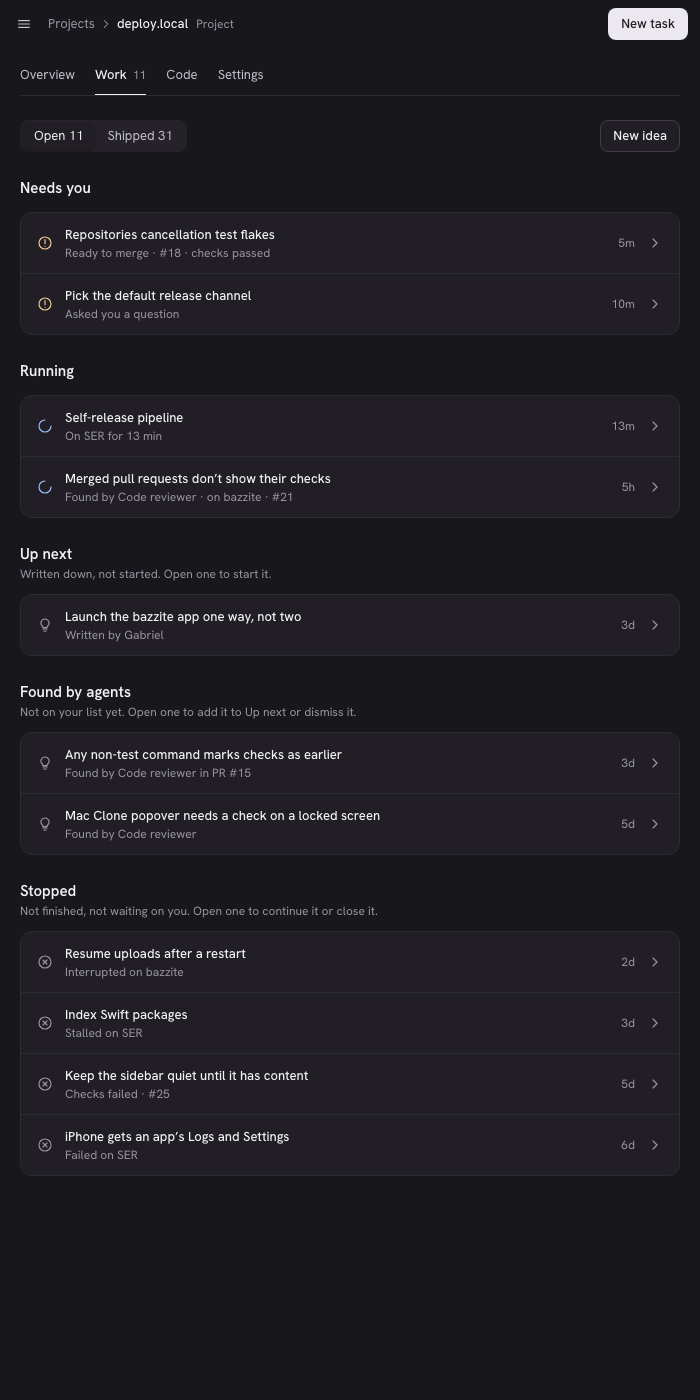 Projects > deploy.local Project
New task
Overview Work 11 Code Settings
Open 11 Shipped 31
New idea
Needs you
Repositories cancellation test flakes
Ready to merge · #18 · checks passed
5m
Pick the default release channel
Asked you a question
10m
Running
Self-release pipeline
On SER for 13 min
13m
Merged pull requests don’t show their checks
Found by Code reviewer · on bazzite · #21
5h
Up next
Written down, not started. Open one to start it.
Launch the bazzite app one way, not two
Written by Gabriel
3d
Found by agents
Not on your list yet. Open one to add it to Up next or dismiss it.
Any non-test command marks checks as earlier
Found by Code reviewer in PR #15
3d
Mac Clone popover needs a check on a locked screen
Found by Code reviewer
5d
Stopped
Not finished, not waiting on you. Open one to continue it or close it.
Resume uploads after a restart
Interrupted on bazzite
2d
Index Swift packages
Stalled on SER
3d
Keep the sidebar quiet until it has content
Checks failed · #25
5d
iPhone gets an app’s Logs and Settings
Failed on SER
6d